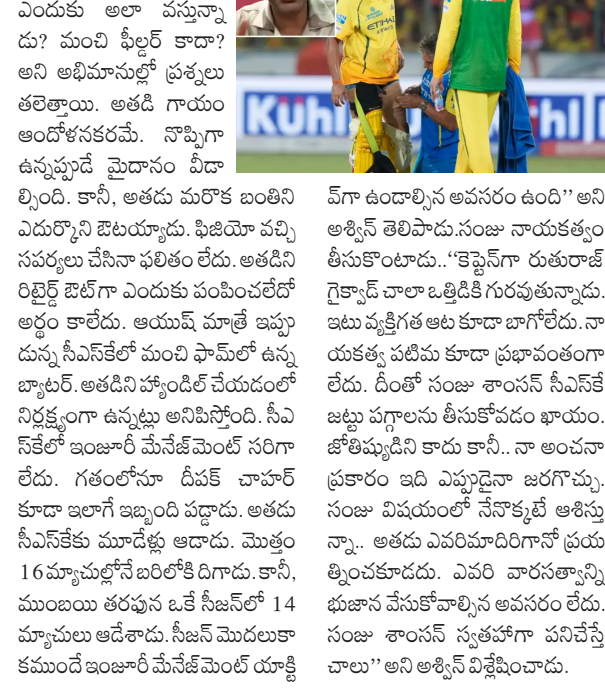 ఎందుకు అలా వస్తున్నా
డు? మంచి ఫీల్డర్ కాదా?
అని అభిమానుల్లో ప్రశ్నలు
తలెత్తాయి. అతడి గాయం
ఆందోళనకరమే. నొప్పిగా
ఉన్నప్పుడే మైదానం వీడా
ల్సింది. కానీ, అతడు మరొక బంతిని
ఎదుర్కొని ఔటయ్యాడు. ఫిజియో వచ్చి
సపర్యలు చేసినా ఫలితం లేదు. అతడిని
రిటైర్డ్ ఔట్‌గా ఎందుకు పంపించలేదో
అర్థం కాలేదు. ఆయుష్ మాత్రే ఇప్పు
డున్న సీఎస్‌కేలో మంచి ఫామ్‌లో ఉన్న
బ్యాటర్. అతడిని హ్యాండిల్ చేయడంలో
నిర్లక్ష్యంగా ఉన్నట్లు అనిపిస్తోంది. సీఎ
స్‌కేలో ఇంజూరీ మేనేజ్‌మెంట్ సరిగా
లేదు. గతంలోనూ దీపక్ చాహర్
కూడా ఇలాగే ఇబ్బంది పడ్డాడు. అతడు
సీఎస్‌కేకు మూడేళ్లు ఆడాడు. మొత్తం
16 మ్యాచుల్లోనే బరిలోకి దిగాడు. కానీ,
ముంబయి తరఫున ఒకే సీజన్‌లో 14
మ్యాచులు ఆడేశాడు. సీజన్ మొదలుకా
కముందే ఇంజూరీ మేనేజ్‌మెంట్ యాక్టి
ETIHAD
Kühl
hl
వ్‌గా ఉండాల్సిన అవసరం ఉంది’’ అని
అశ్విన్ తెలిపాడు.సంజు నాయకత్వం
తీసుకొంటాడు..‘‘కెప్టెన్‌గా రుతురాజ్
గైక్వాడ్ చాలా ఒత్తిడికి గురవుతున్నాడు.
ఇటు వ్యక్తిగత ఆట కూడా బాగోలేదు. నా
యకత్వ పటిమ కూడా ప్రభావంతంగా
లేదు. దీంతో సంజు శాంసన్ సీఎస్‌కే
జట్టు పగ్గాలను తీసుకోవడం ఖాయం.
జోతిష్యుడిని కాదు కానీ.. నా అంచనా
ప్రకారం ఇది ఎప్పుడైనా జరగొచ్చు.
సంజు విషయంలో నేనొక్కటే ఆశిస్తు
న్నా.. అతడు ఎవరిమాదిరిగానో ప్రయ
త్నించకూడదు. ఎవరి వారసత్వాన్ని
భుజాన వేసుకోవాల్సిన అవసరం లేదు.
సంజు శాంసన్ స్వతహాగా పనిచేస్తే
చాలు’’ అని అశ్విన్ విశ్లేషించాడు.